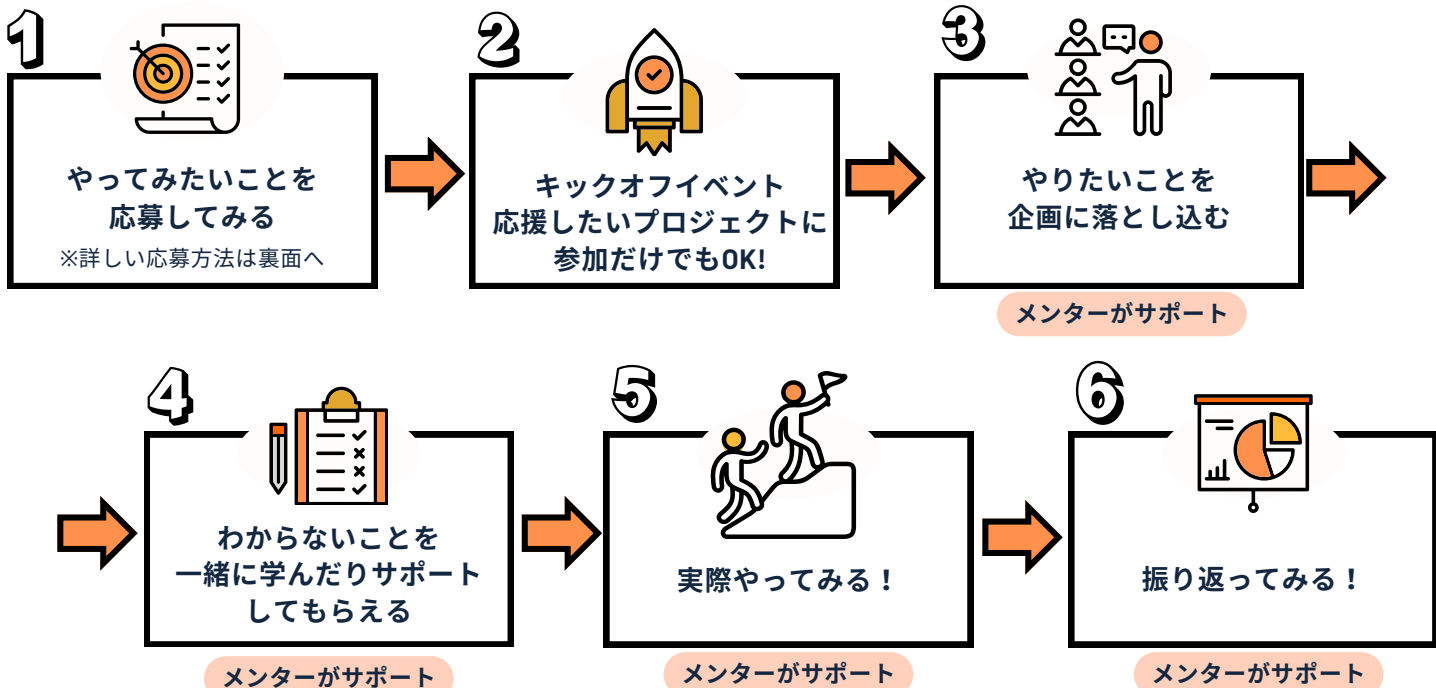 1
やってみたいことを
応募してみる
※詳しい応募方法は裏面へ
2
キックオフイベント
応援したいプロジェクトに
参加だけでもOK!
3
やりたいことを
企画に落とし込む
メンターがサポート
4
わからないことを
一緒に学んだりサポート
してもらえる
メンターがサポート
5
実際やってみる！
メンターがサポート
6
振り返ってみる！
メンターがサポート